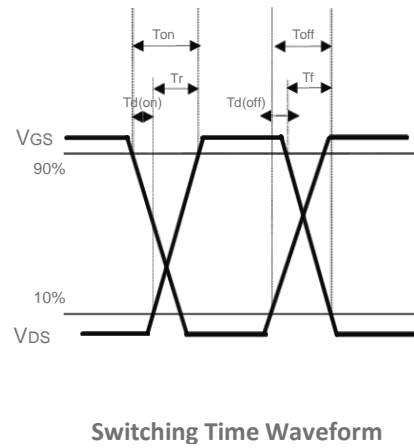 Ton
Toff
Tr
Tf
Td(on)
Td(off)
VGS
90%
10%
VDS
Switching Time Waveform